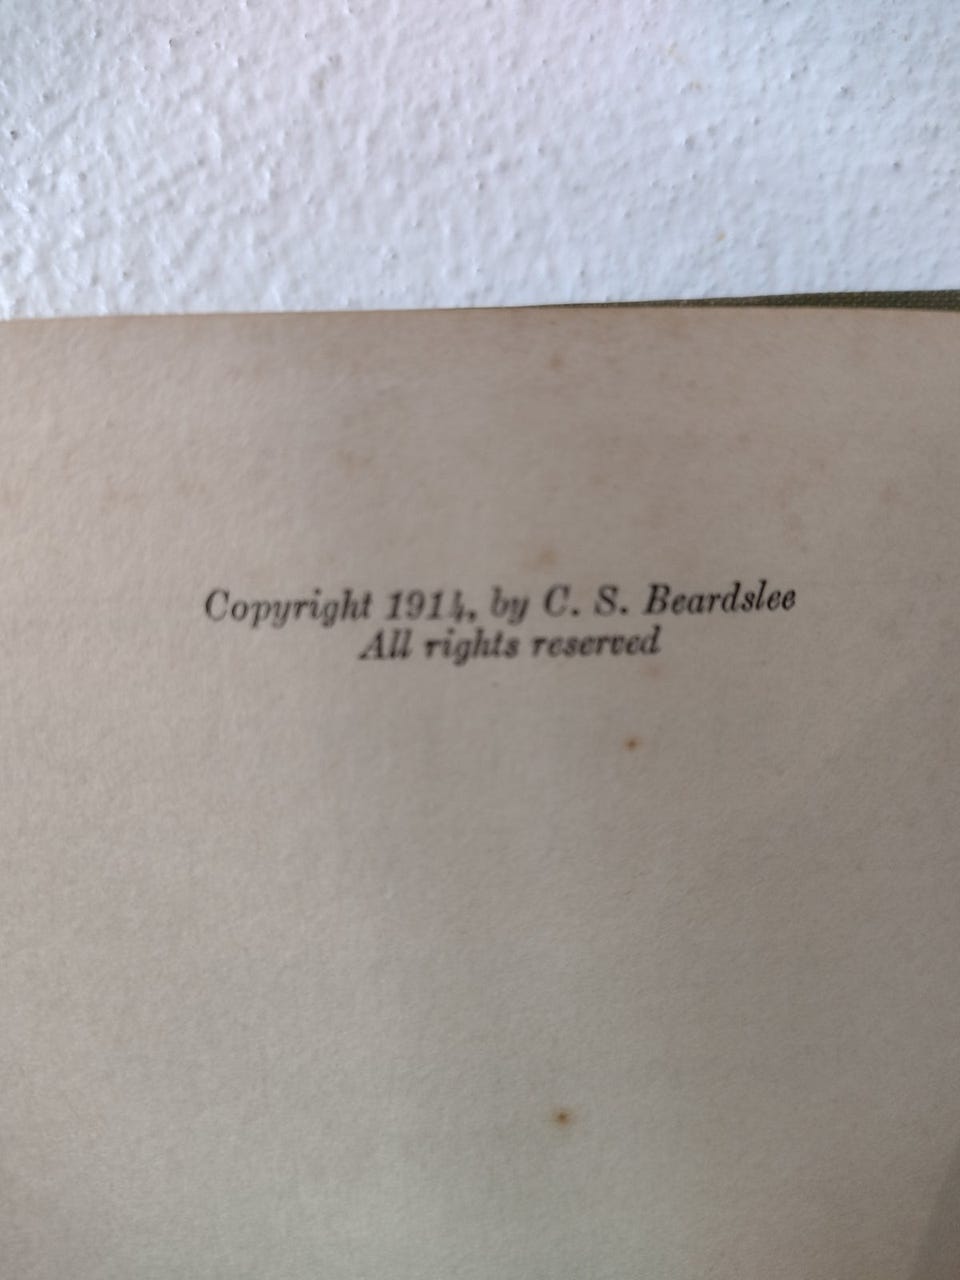 Copyright 1914, by C. S. Beardslee
All rights reserved